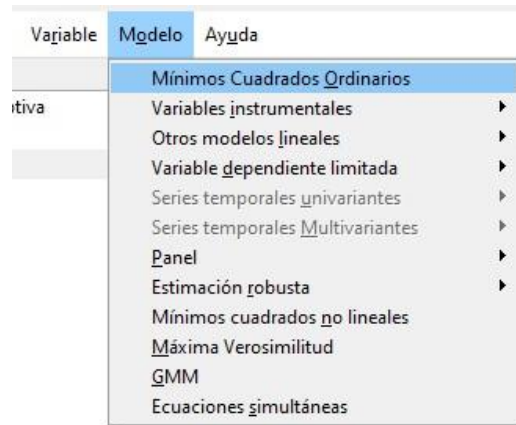 Variable Modelo Ayuda
Mínimos Cuadrados Ordinarios
tiva Variables instrumentales
Otros modelos lineales
Variable dependiente limitada
Series temporales univariantes
Series temporales Multivariantes
Panel
Estimación robusta
Mínimos cuadrados no lineales
Máxima Verosimilitud
GMM
Ecuaciones simultáneas